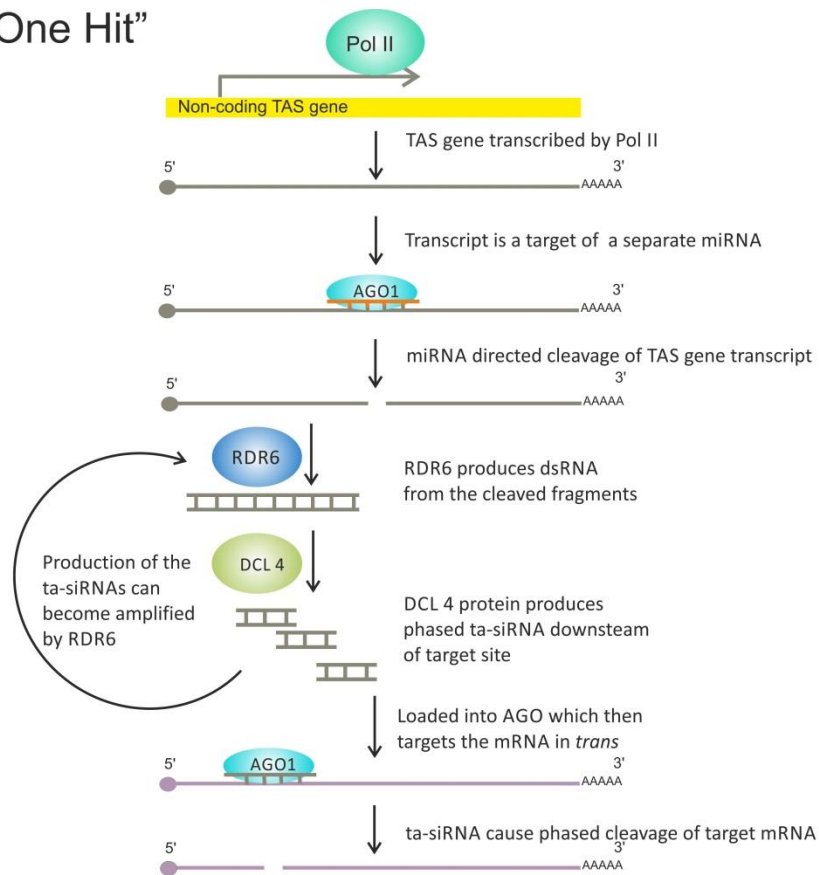 One Hit”
Pol II
Non-coding TAS gene
TAS gene transcribed by Pol II
5'
3'
AAAAA
Transcript is a target of a separate miRNA
5'
AGO1
3'
AAAAA
miRNA directed cleavage of TAS gene transcript
5'
3'
AAAAA
RDR6
RDR6 produces dsRNA
from the cleaved fragments
Production of the
ta-siRNAs can
become amplified
by RDR6
DCL 4
DCL 4 protein produces
phased ta-siRNA downsteam
of target site
Loaded into AGO which then
targets the mRNA in trans
5'
AGO1
3'
AAAAA
ta-siRNA cause phased cleavage of target mRNA
5'
3'
AAAAA